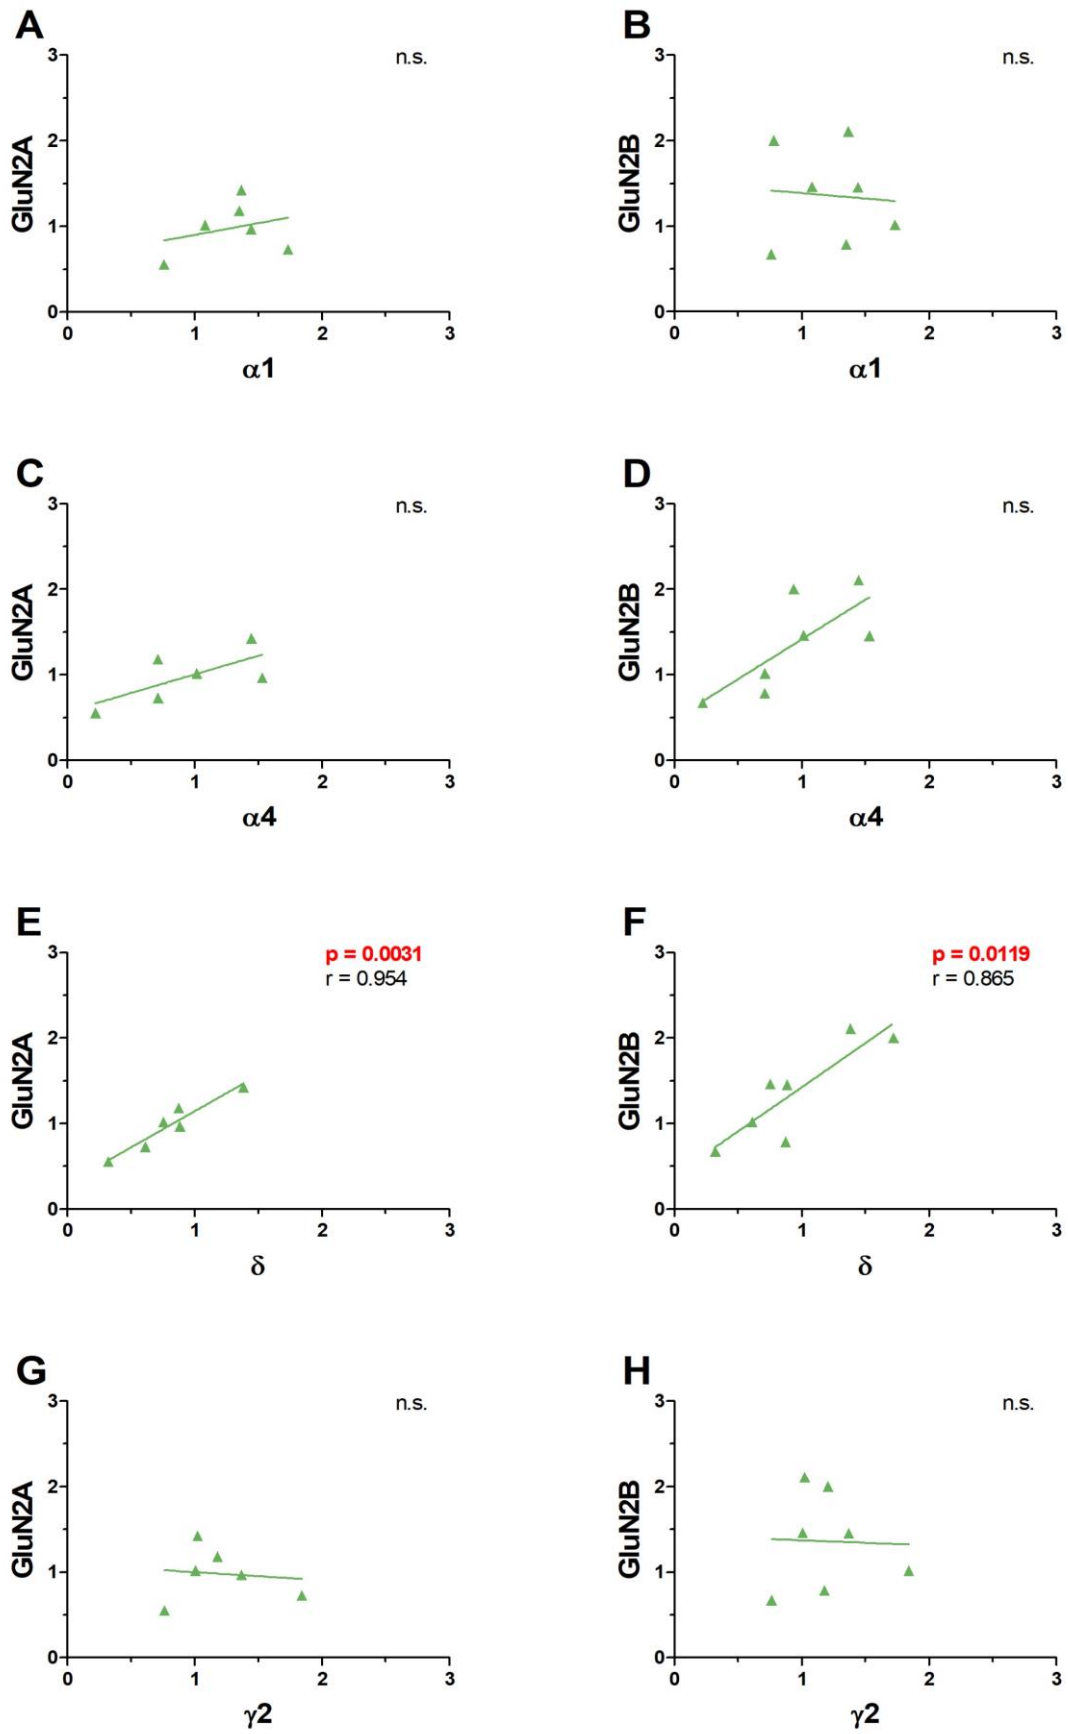 A
3
2
1
0
GluN2A
n.s.
0 1 2 3
α1
B
3
2
1
0
GluN2B
n.s.
0 1 2 3
α1
C
3
2
1
0
GluN2A
n.s.
0 1 2 3
α4
D
3
2
1
0
GluN2B
n.s.
0 1 2 3
α4
E
3
2
1
0
GluN2A
p = 0.0031
r = 0.954
0 1 2 3
δ
F
3
2
1
0
GluN2B
p = 0.0119
r = 0.865
0 1 2 3
δ
G
3
2
1
0
GluN2A
n.s.
0 1 2 3
γ2
H
3
2
1
0
GluN2B
n.s.
0 1 2 3
γ2